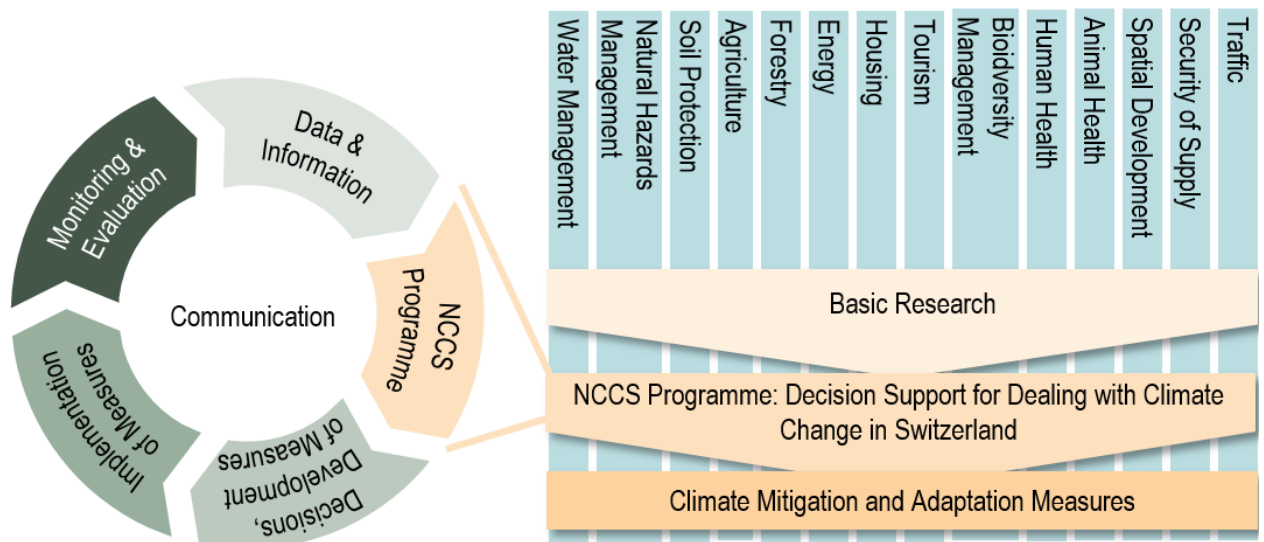 Data &
Information
NCCS
Programme
Decisions,
Development
of Measures
Implementation
of Measures
Monitoring &
Evaluation
Communication
Water Management
Natural Hazards
Management
Soil Protection
Agriculture
Forestry
Energy
Housing
Tourism
Bioidversity
Management
Human Health
Animal Health
Spatial Development
Security of Supply
Traffic
Basic Research
NCCS Programme: Decision Support for Dealing with Climate
Change in Switzerland
Climate Mitigation and Adaptation Measures